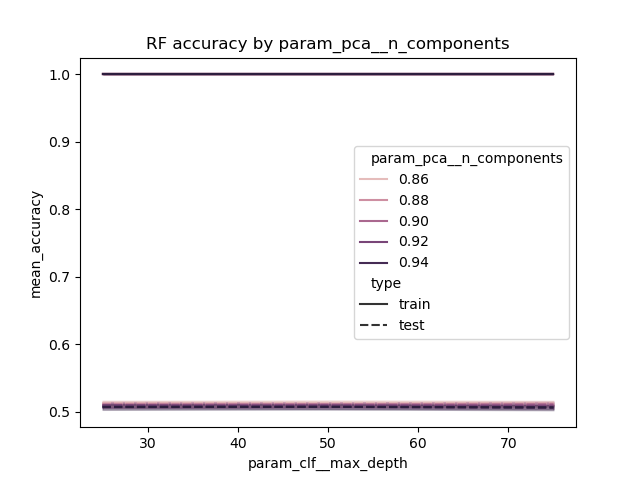 RF accuracy by param_pca__n_components
mean_accuracy
1.0
0.9
0.8
0.7
0.6
0.5
param_pca__n_components
0.86
0.88
0.90
0.92
0.94
type
train
test
30 40 50 60 70
param_clf__max_depth